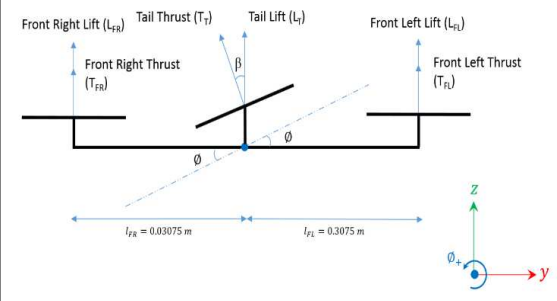 Front Right Lift (L_FR)
Tail Thrust (T_T)
Tail Lift (L_T)
Front Left Lift (L_FL)
Front Right Thrust
(T_FR)
β
Front Left Thrust
(T_FL)
Ø
Ø
l_FR = 0.03075 m
l_FL = 0.3075 m
z
Ø+
y